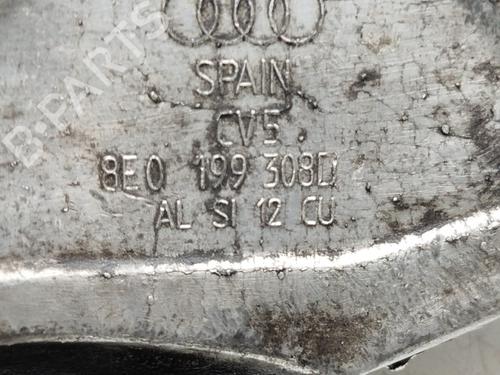 B-PARTS
SPAIN
CV5
8E0 199 308D
AL SI 12 CU